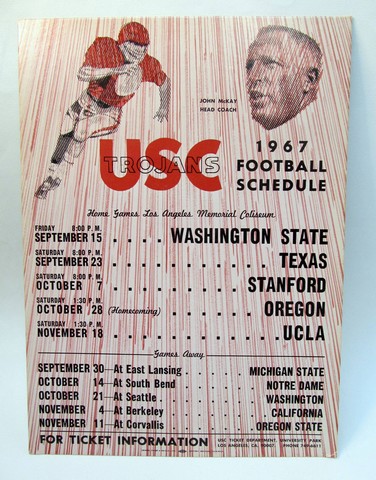 JOHN McKAY
HEAD COACH
USC
TROJANS
1967
FOOTBALL
SCHEDULE
Home Games Los Angeles Memorial Coliseum
FRIDAY 8:00 P.M.
SEPTEMBER 15 . . . . WASHINGTON STATE
SATURDAY 8:00 P.M.
SEPTEMBER 23 . . . . . . . . . . TEXAS
SATURDAY 8:00 P.M.
OCTOBER 7 . . . . . . . . . . STANFORD
SATURDAY 1:30 P.M.
OCTOBER 28 (Homecoming) . . . . . . OREGON
SATURDAY 1:30 P.M.
NOVEMBER 18 . . . . . . . . . . UCLA
Games Away
SEPTEMBER 30—At East Lansing . . . . . MICHIGAN STATE
OCTOBER 14—At South Bend . . . . . NOTRE DAME
OCTOBER 21—At Seattle . . . . . . WASHINGTON
NOVEMBER 4—At Berkeley . . . . . . CALIFORNIA
NOVEMBER 11—At Corvallis . . . . . OREGON STATE
FOR TICKET INFORMATION
USC TICKET DEPARTMENT, UNIVERSITY PARK
LOS ANGELES, CA. 90007. PHONE